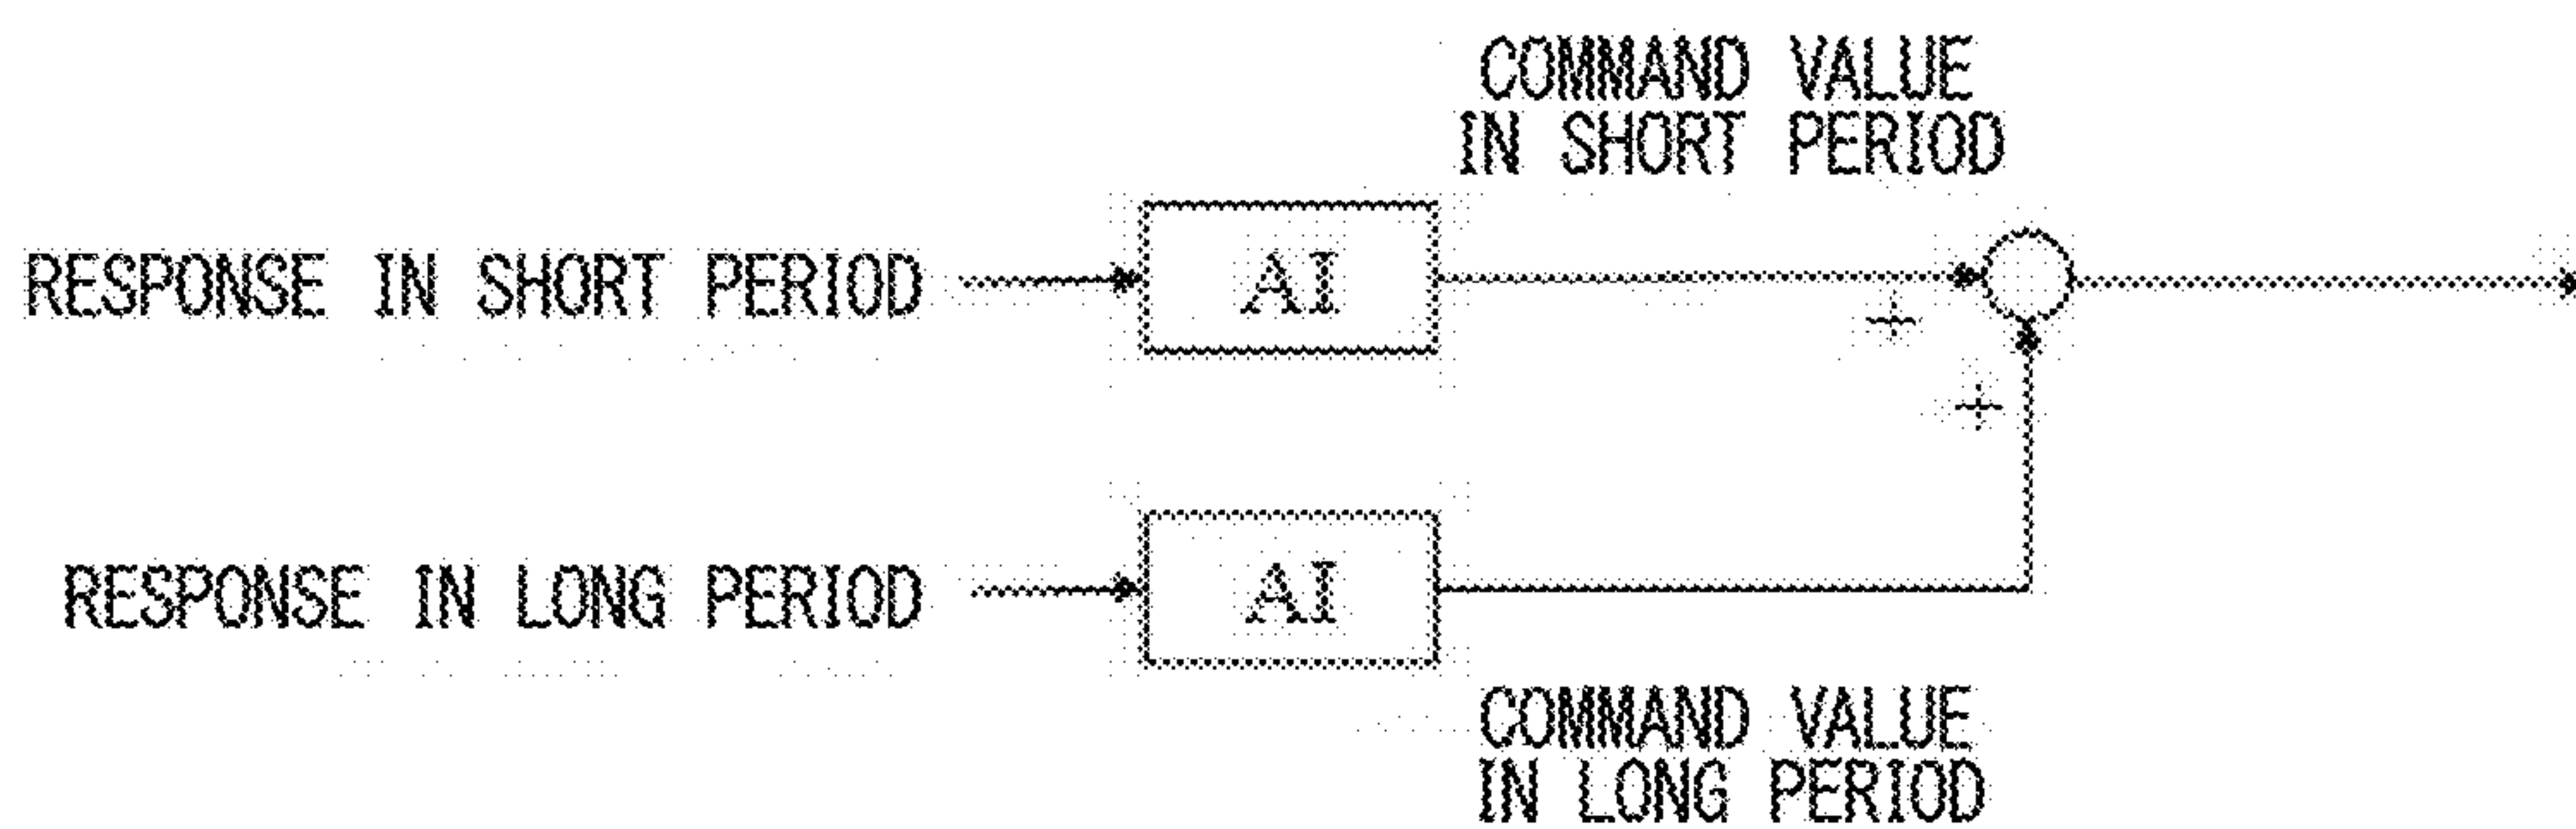 COMMAND VALUE
IN SHORT PERIOD
RESPONSE IN SHORT PERIOD
AI
+
+
RESPONSE IN LONG PERIOD
AI
COMMAND VALUE
IN LONG PERIOD